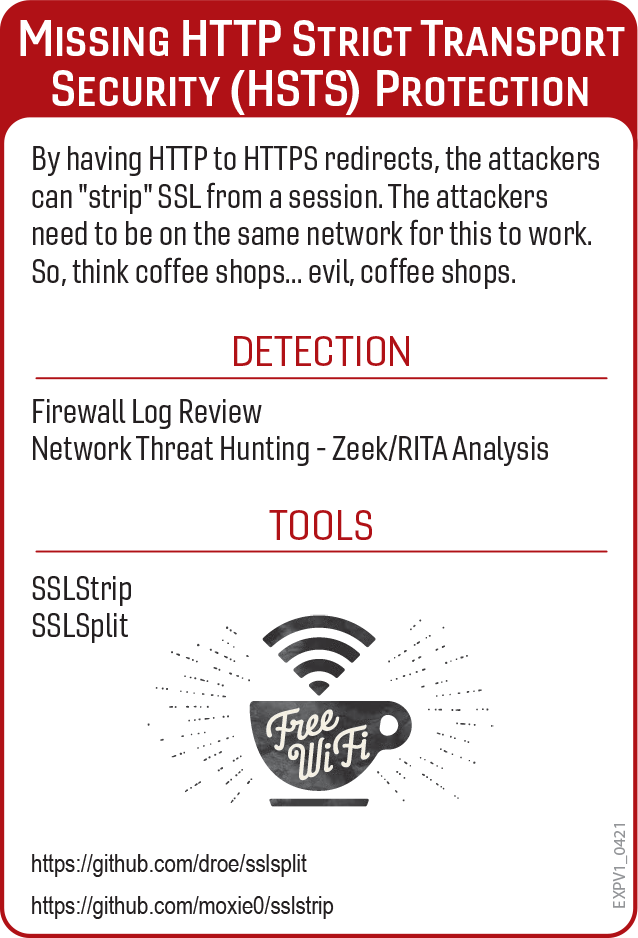 MISSING HTTP STRICT TRANSPORT
SECURITY (HSTS) PROTECTION
By having HTTP to HTTPS redirects, the attackers
can "strip" SSL from a session. The attackers
need to be on the same network for this to work.
So, think coffee shops... evil, coffee shops.
DETECTION
Firewall Log Review
Network Threat Hunting - Zeek/RITA Analysis
TOOLS
SSLStrip
SSLSplit
Free
WiFi
https://github.com/droe/sslsplit
https://github.com/moxie0/sslstrip
EXPV1_0421